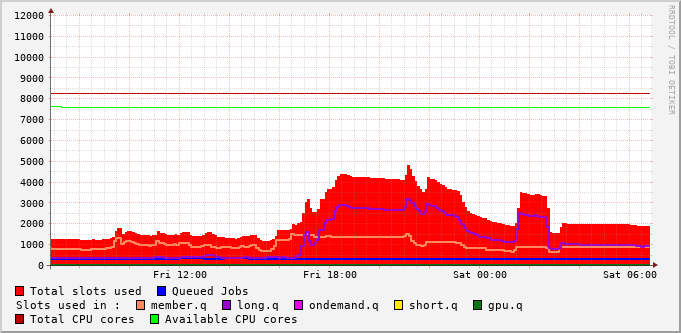 RRDTOOL / TOBI OETIKER
12000
11000
10000
9000
8000
7000
6000
5000
4000
3000
2000
1000
0
Fri 12:00 Fri 18:00 Sat 00:00 Sat 06:00
Total slots used Queued Jobs
Slots used in : member.q long.q ondemand.q short.q gpu.q
Total CPU cores Available CPU cores